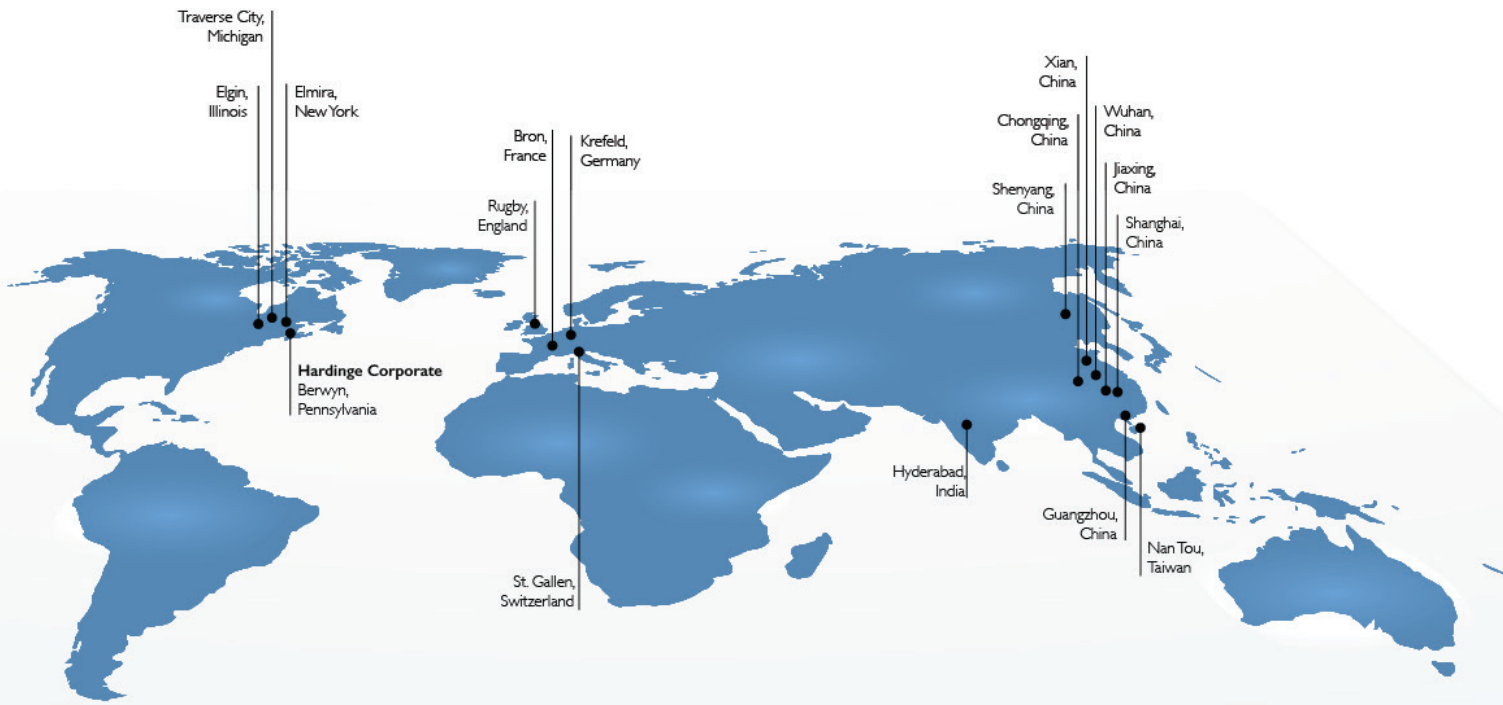 Traverse City,
Michigan
Elgin,
Illinois
Elmira,
New York
Hardinge Corporate
Berwyn,
Pennsylvania
Bron,
France
Krefeld,
Germany
Rugby,
England
St. Gallen,
Switzerland
Xian,
China
Chongqing,
China
Wuhan,
China
Jiaxing,
China
Shenyang,
China
Shanghai,
China
Hyderabad,
India
Guangzhou,
China
Nan Tou,
Taiwan